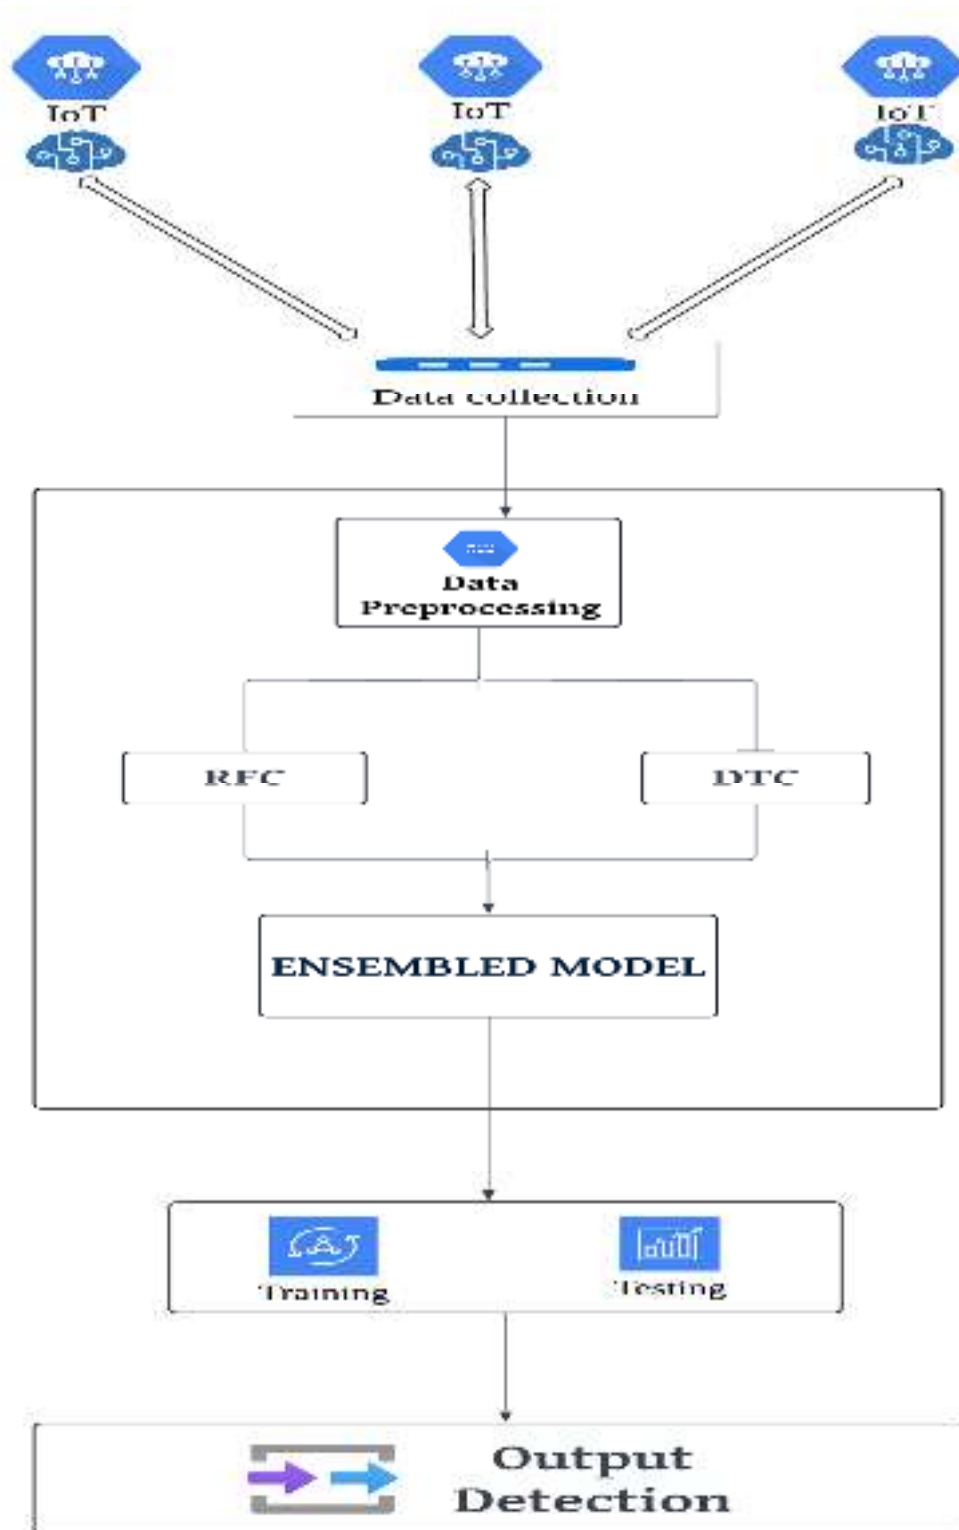 IoT
IoT
IoT
Data collection
Data
Preprocessing
RFC
DTC
ENSEMBLED MODEL
Training
Testing
Output
Detection